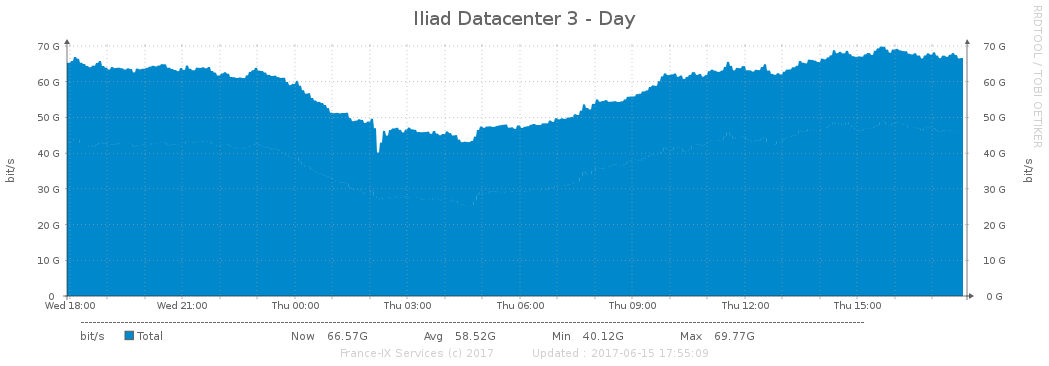 Iliad Datacenter 3 - Day
RRDTOOL / TOBI OETIKER
70 G 70 G
60 G 60 G
50 G 50 G
40 G 40 G
30 G 30 G
20 G 20 G
10 G 10 G
0 0 G
bit/s bit/s
Wed 18:00 Wed 21:00 Thu 00:00 Thu 03:00 Thu 06:00 Thu 09:00 Thu 12:00 Thu 15:00
bit/s Total Now 66.57G Avg 58.52G Min 40.12G Max 69.77G
France-IX Services (c) 2017 Updated : 2017-06-15 17:55:09